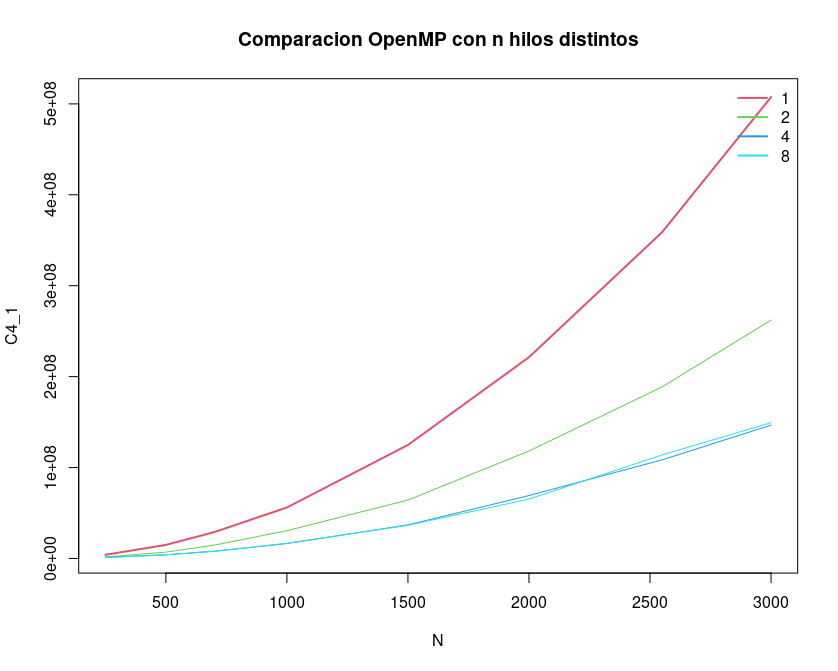 Comparacion OpenMP con n hilos distintos
1
2
4
8
5e+08
4e+08
3e+08
2e+08
1e+08
0e+00
C4_1
500 1000 1500 2000 2500 3000
N